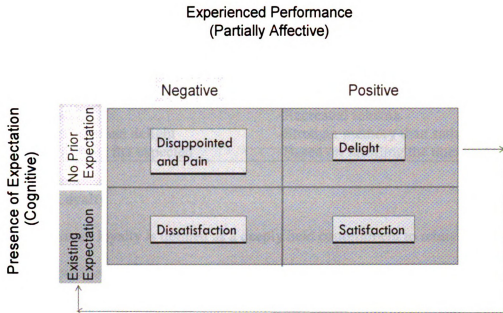 Experienced Performance
(Partially Affective)
Negative
Positive
Presence of Expectation
(Cognitive)
No Prior
Expectation
Disappointed
and Pain
Delight
Existing
Expectation
Dissatisfaction
Satisfaction